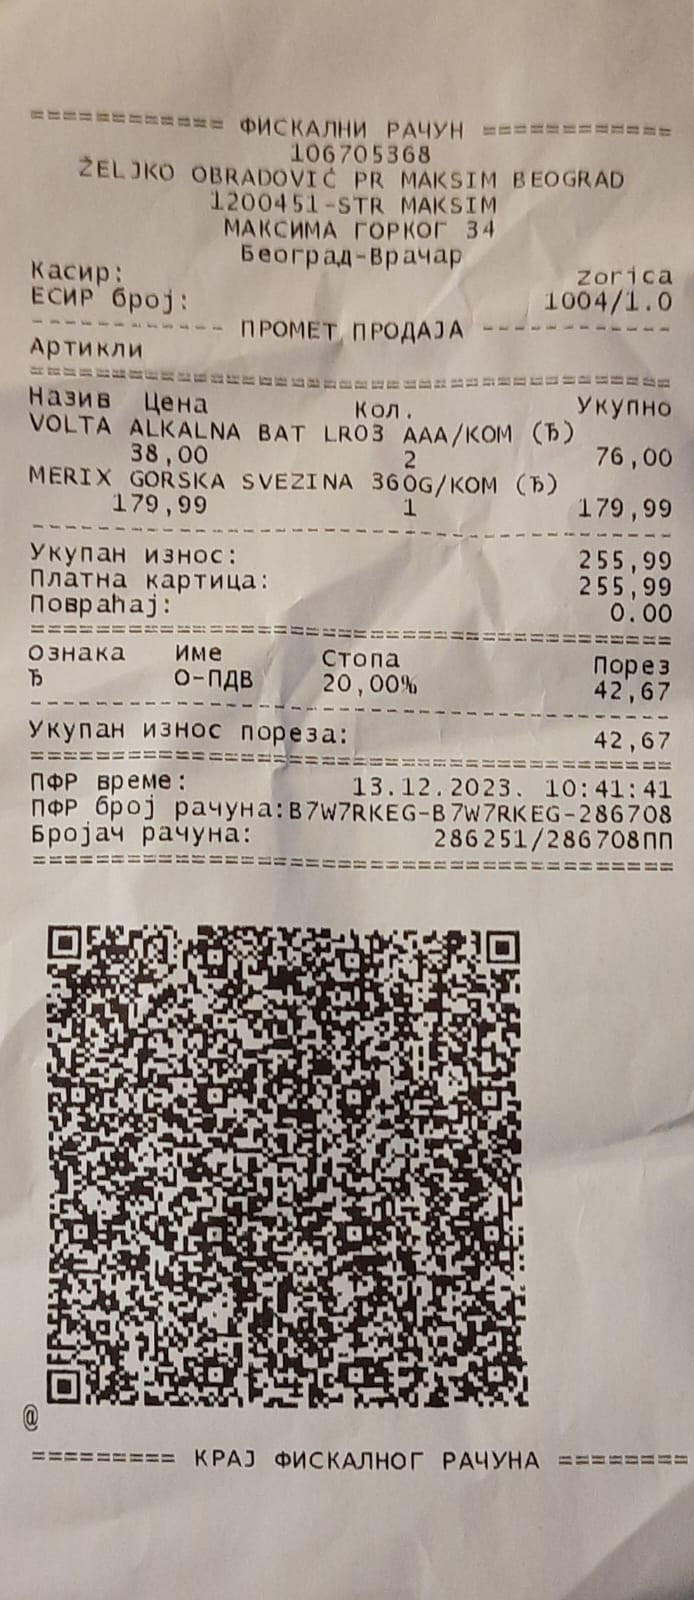 ============ ФИСКАЛНИ РАЧУН ============
106705368
ŽELJKO OBRADOVIĆ PR MAKSIM BEOGRAD
1200451-STR MAKSIM
МАКСИМА ГОРКОГ 34
Београд-Врачар
Касир: zorica
ЕСИР број: 1004/1.0
------------ ПРОМЕТ ПРОДАЈА ------------
Артикли
========================================
Назив Цена Кол. Укупно
VOLTA ALKALNA BAT LR03 AAA/KOM (Ђ)
38,00 2 76,00
MERIX GORSKA SVEZINA 360G/KOM (Ђ)
179,99 1 179,99
----------------------------------------
Укупан износ: 255,99
Платна картица: 255,99
Повраћај: 0.00
========================================
Ознака Име Стопа Порез
Ђ О-ПДВ 20,00% 42,67
----------------------------------------
Укупан износ пореза: 42,67
========================================
ПФР време: 13.12.2023. 10:41:41
ПФР број рачуна:B7W7RKEG-B7W7RKEG-286708
Бројач рачуна: 286251/286708ПП
========================================
@
========= КРАЈ ФИСКАЛНОГ РАЧУНА ========